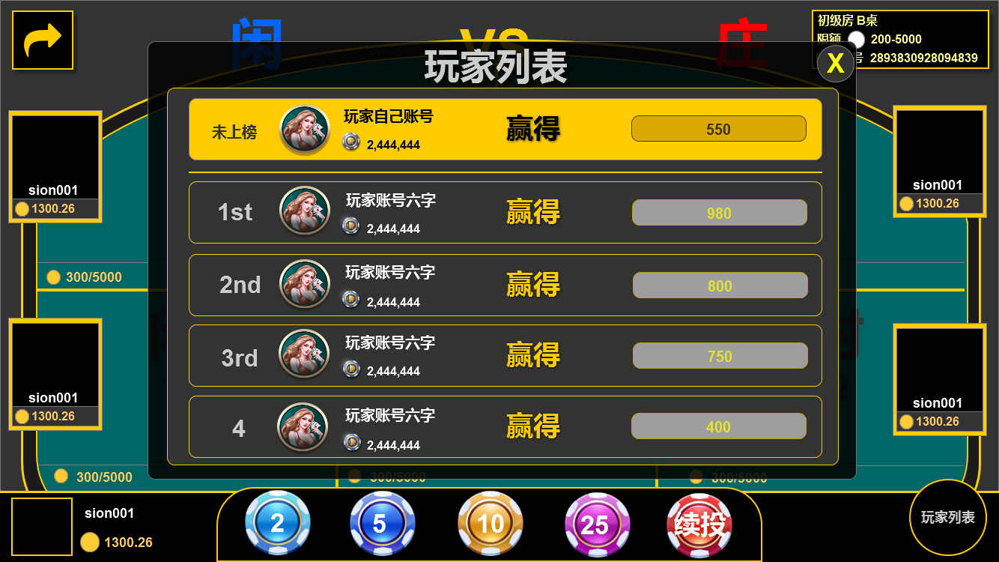 闲
VS
庄
初级房 B桌
限额 200-5000
号 2893830928094839
玩家列表
X
未上榜
玩家自己账号
2,444,444
赢得
550
1st
玩家账号六字
2,444,444
赢得
980
2nd
玩家账号六字
2,444,444
赢得
800
3rd
玩家账号六字
2,444,444
赢得
750
4
玩家账号六字
2,444,444
赢得
400
sion001
1300.26
sion001
1300.26
300/5000
sion001
1300.26
sion001
1300.26
300/5000
300/5000
300/5000
sion001
1300.26
2
5
10
25
续投
玩家列表